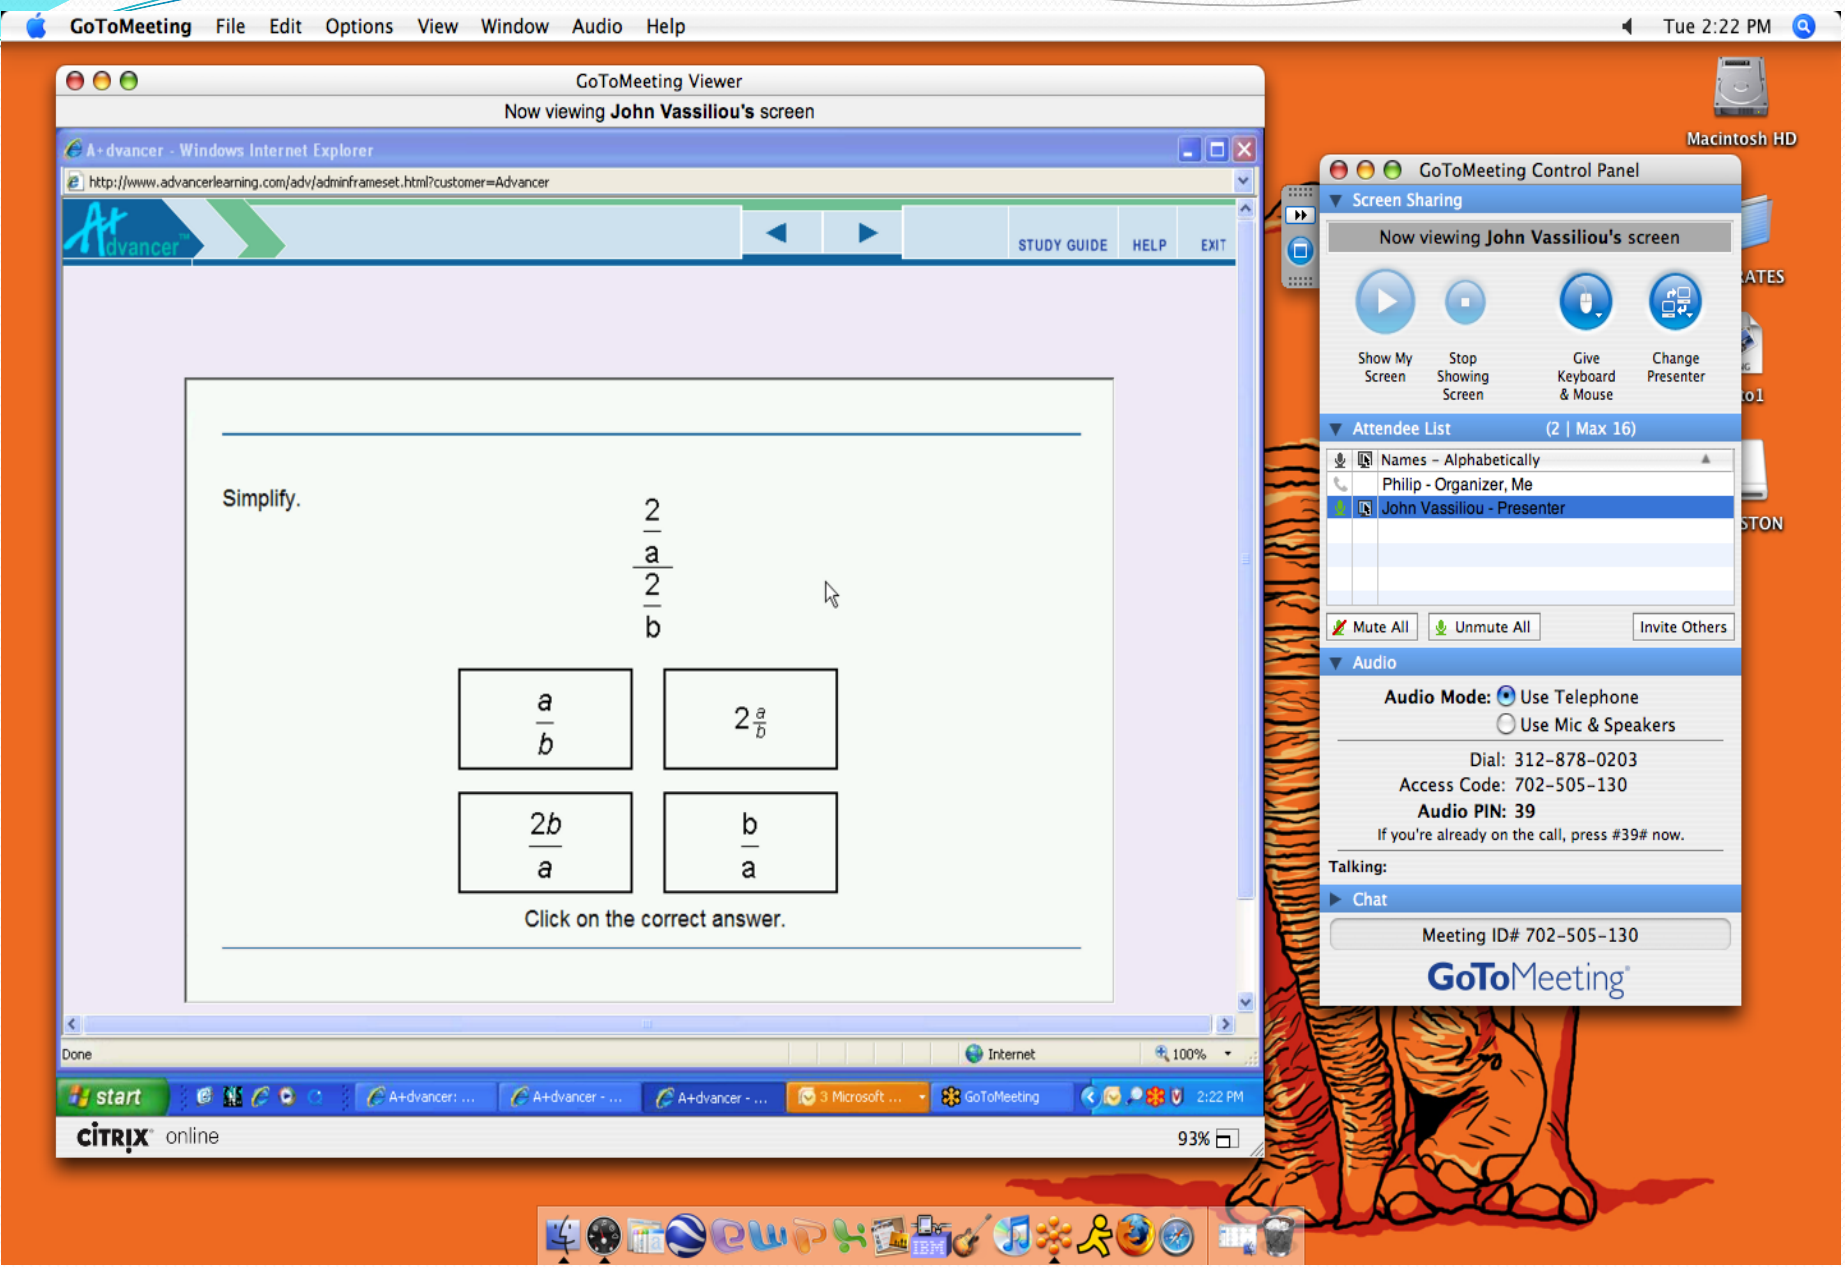 GoToMeeting File Edit Options View Window Audio Help
Tue 2:22 PM
GoToMeeting Viewer
Now viewing John Vassiliou's screen
A+dvancer - Windows Internet Explorer
http://www.advancerlearning.com/adv/adminframeset.html?customer=Advancer
A+dvancer™
STUDY GUIDE HELP EXIT
Simplify.
2
a
2
b
a
b
2 a
b
2b
a
b
a
Click on the correct answer.
Done
Internet
100%
start
A+dvancer: ...
A+dvancer - ...
A+dvancer - ...
3 Microsoft ...
GoToMeeting
2:22 PM
CITRIX online
93%
Macintosh HD
ATES
to1
STON
GoToMeeting Control Panel
Screen Sharing
Now viewing John Vassiliou's screen
Show My
Screen
Stop
Showing
Screen
Give
Keyboard
& Mouse
Change
Presenter
Attendee List (2 | Max 16)
Names - Alphabetically
Philip - Organizer, Me
John Vassiliou - Presenter
Mute All
Unmute All
Invite Others
Audio
Audio Mode: Use Telephone
Use Mic & Speakers
Dial: 312-878-0203
Access Code: 702-505-130
Audio PIN: 39
If you're already on the call, press #39# now.
Talking:
Chat
Meeting ID# 702-505-130
GoToMeeting
IBM